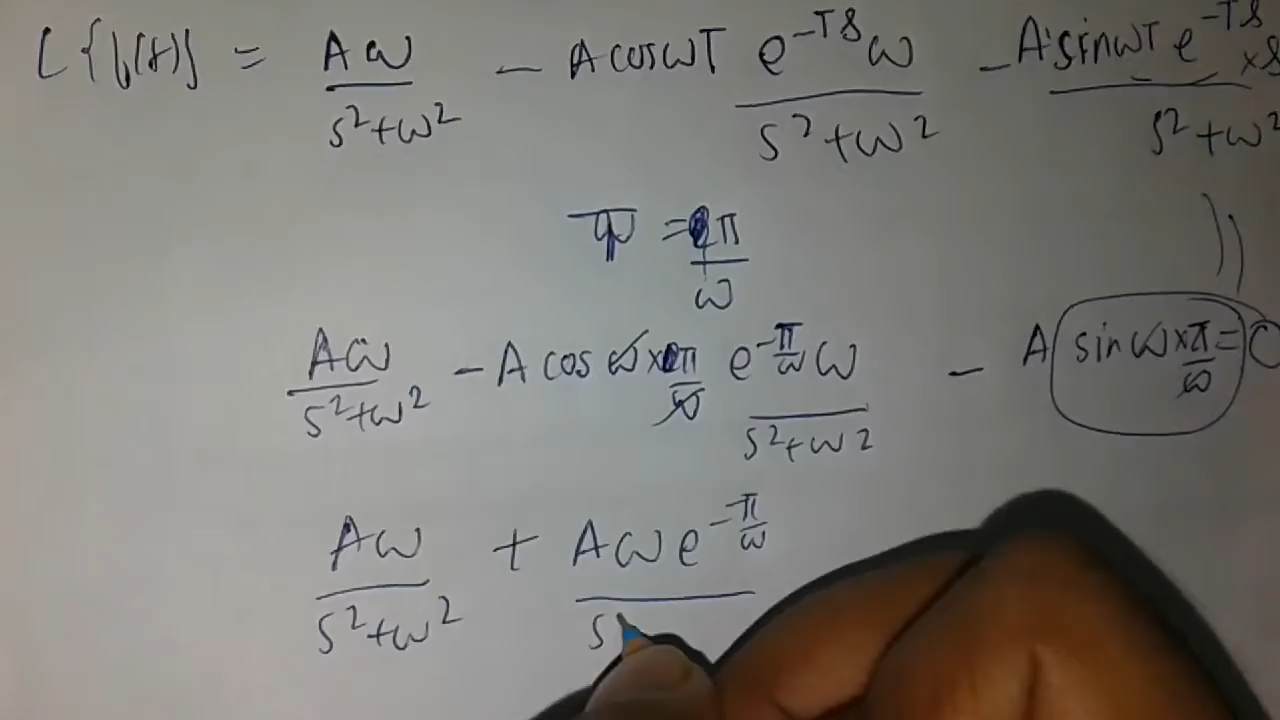 L{f(t)} = Aω/(s²+ω²) − A cosωT e^(−Ts) ω/(s²+ω²) − A sinωT e^(−Ts) ×s/(s²+ω²)
T = π/ω
Aω/(s²+ω²) − A cos ω×π/ω e^(−π/ω) ω/(s²+ω²) − A sin ω×π/ω = 0
Aω/(s²+ω²) + Aω e^(−π/ω)/s